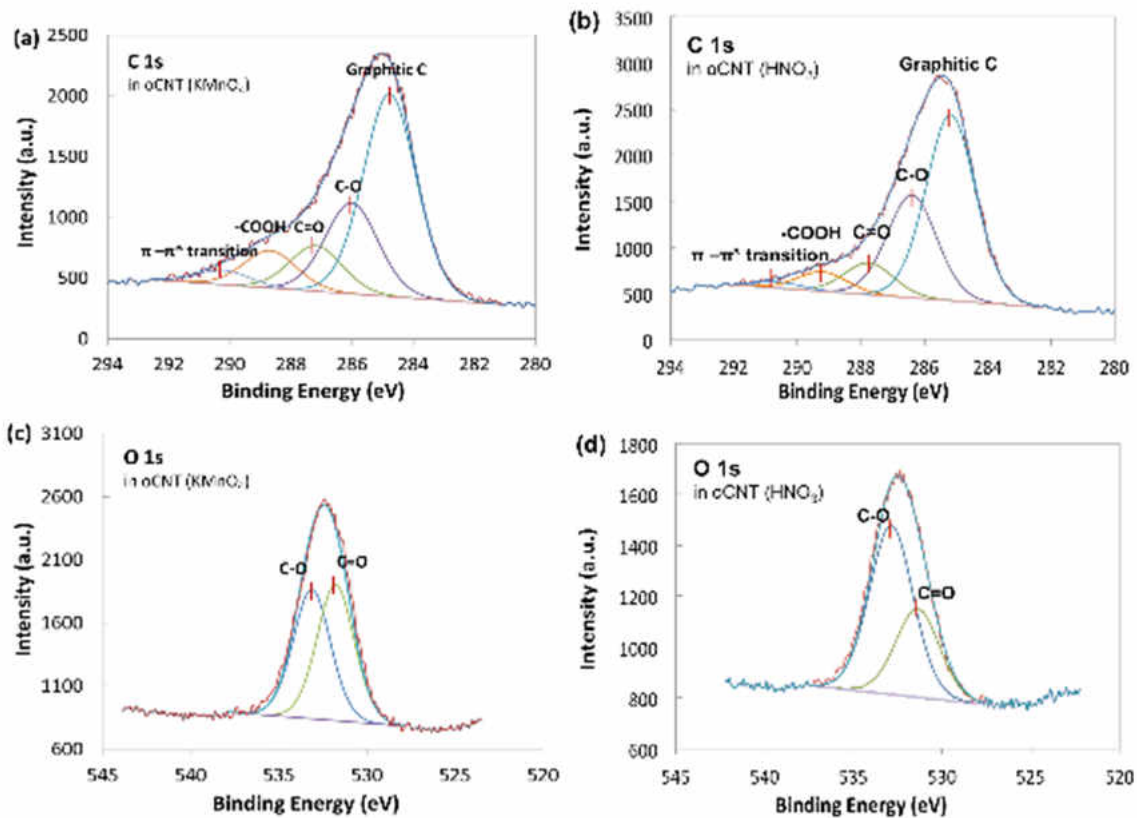 (a)
C 1s
in oCNT (KMnO₄)
Graphitic C
C-O
-COOH C=O
π –π* transition
Intensity (a.u.)
2500
2000
1500
1000
500
0
294 292 290 288 286 284 282 280
Binding Energy (eV)
(b)
C 1s
in oCNT (HNO₃)
Graphitic C
C-O
-COOH C=O
π –π* transition
Intensity (a.u.)
3500
3000
2500
2000
1500
1000
500
0
294 292 290 288 286 284 282 280
Binding Energy (eV)
(c)
O 1s
in oCNT (KMnO₄)
C-O C=O
Intensity (a.u.)
3100
2600
2100
1600
1100
600
545 540 535 530 525 520
Binding Energy (eV)
(d)
O 1s
in oCNT (HNO₃)
C-O
C=O
Intensity (a.u.)
1800
1600
1400
1200
1000
800
600
545 540 535 530 525 520
Binding Energy (eV)